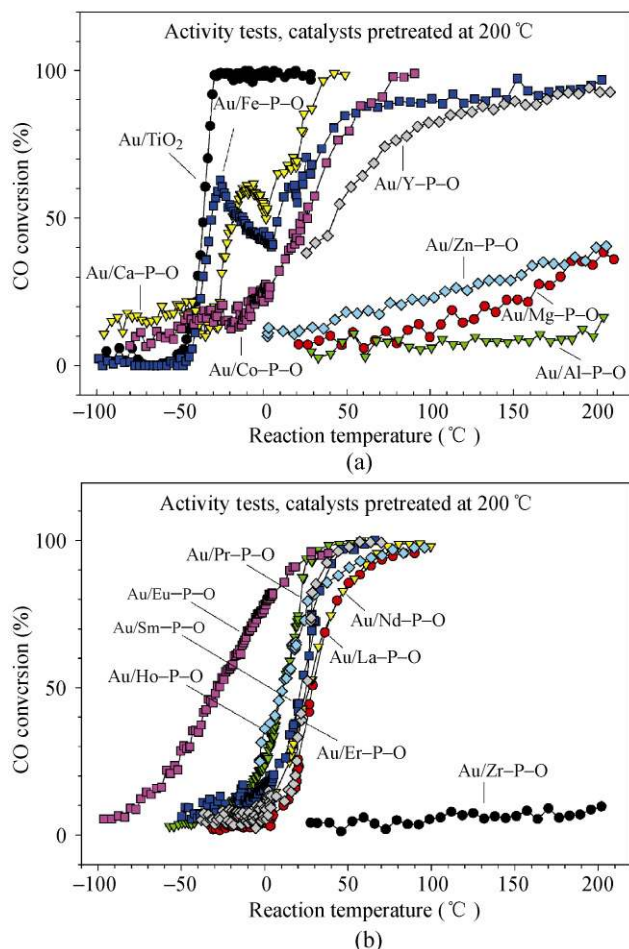 Activity tests, catalysts pretreated at 200 ℃
100
50
0
CO conversion (%)
Au/Fe–P–O
Au/TiO2
Au/Y–P–O
Au/Ca–P–O
Au/Zn–P–O
Au/Mg–P–O
Au/Co–P–O
Au/Al–P–O
−100 −50 0 50 100 150 200
Reaction temperature (℃)
(a)
Activity tests, catalysts pretreated at 200 ℃
100
50
0
CO conversion (%)
Au/Pr–P–O
Au/Eu–P–O
Au/Sm–P–O
Au/Nd–P–O
Au/La–P–O
Au/Ho–P–O
Au/Er–P–O
Au/Zr–P–O
−100 −50 0 50 100 150 200
Reaction temperature (℃)
(b)